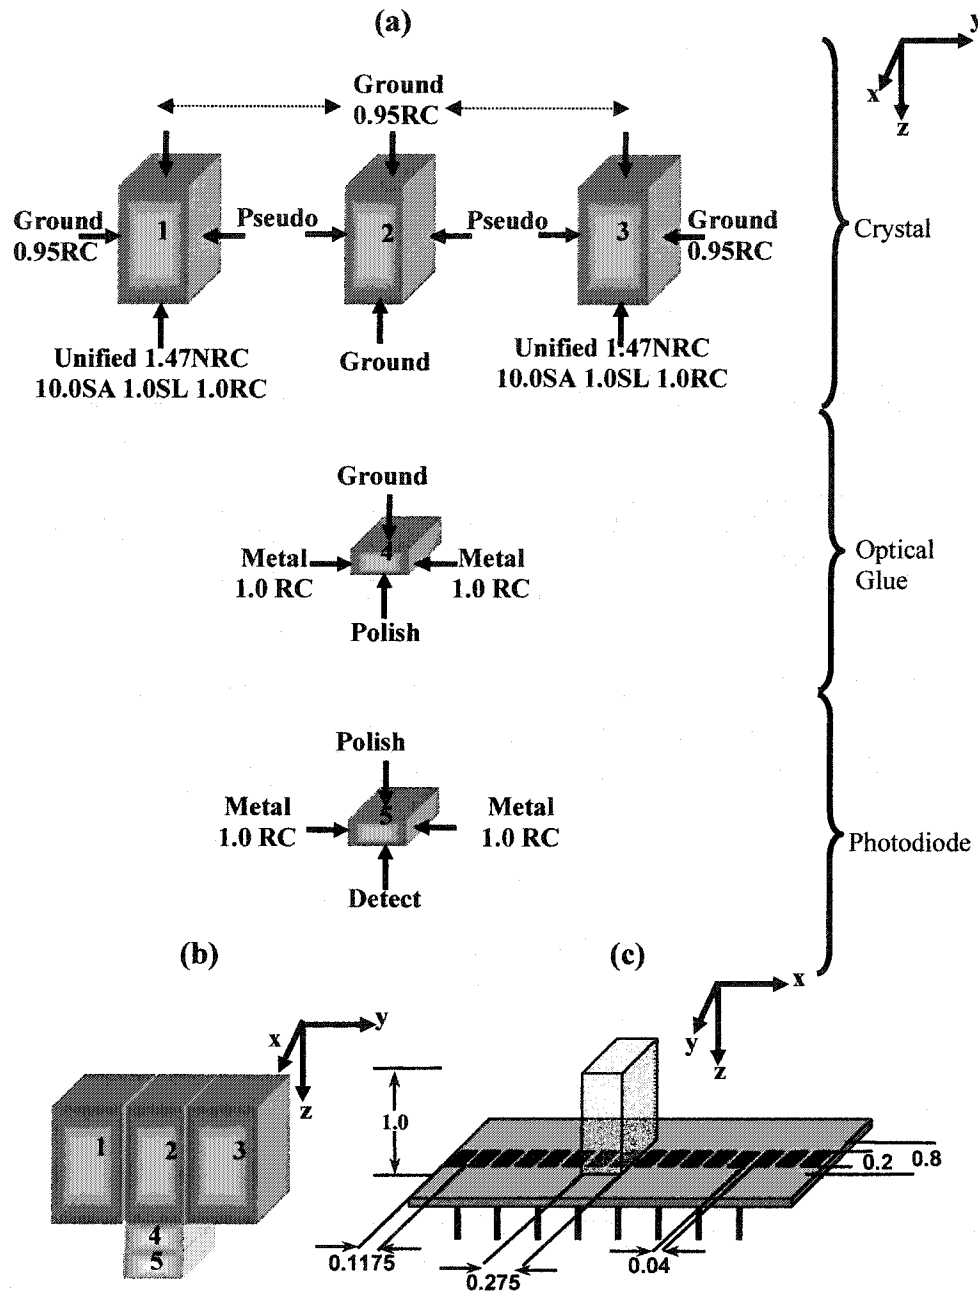 (a)
y
x
z
Ground
0.95RC
Ground
0.95RC
1
Pseudo
2
Pseudo
3
Ground
0.95RC
Crystal
Unified 1.47NRC
10.0SA 1.0SL 1.0RC
Ground
Unified 1.47NRC
10.0SA 1.0SL 1.0RC
Ground
4
Metal
1.0 RC
Metal
1.0 RC
Polish
Optical
Glue
Polish
5
Metal
1.0 RC
Metal
1.0 RC
Detect
Photodiode
(b)
y
x
z
1
2
3
4
5
(c)
x
y
z
1.0
0.8
0.2
0.1175
0.275
0.04